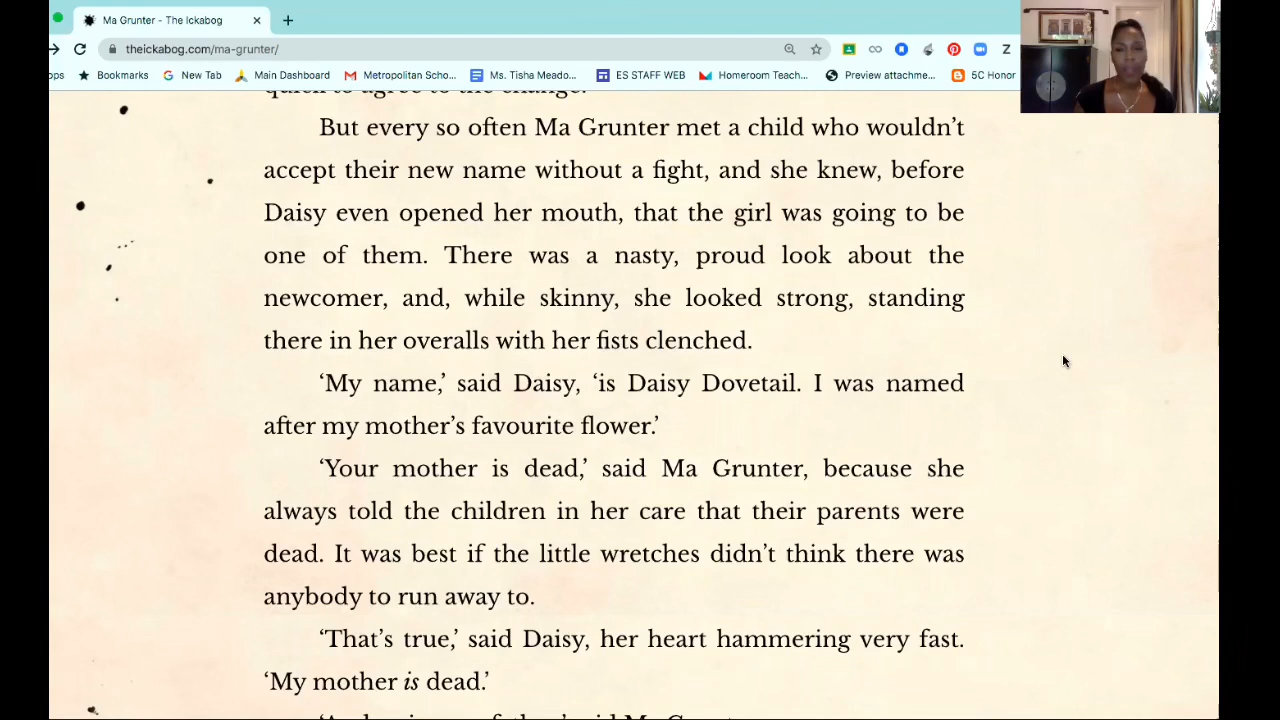 Ma Grunter - The Ickabog
theickabog.com/ma-grunter/
Bookmarks New Tab Main Dashboard Metropolitan Scho... Ms. Tisha Meado... ES STAFF WEB Homeroom Teach... Preview attachme... 5C Honor
quick to agree to the change.
But every so often Ma Grunter met a child who wouldn’t
accept their new name without a fight, and she knew, before
Daisy even opened her mouth, that the girl was going to be
one of them. There was a nasty, proud look about the
newcomer, and, while skinny, she looked strong, standing
there in her overalls with her fists clenched.
‘My name,’ said Daisy, ‘is Daisy Dovetail. I was named
after my mother’s favourite flower.’
‘Your mother is dead,’ said Ma Grunter, because she
always told the children in her care that their parents were
dead. It was best if the little wretches didn’t think there was
anybody to run away to.
‘That’s true,’ said Daisy, her heart hammering very fast.
‘My mother is dead.’